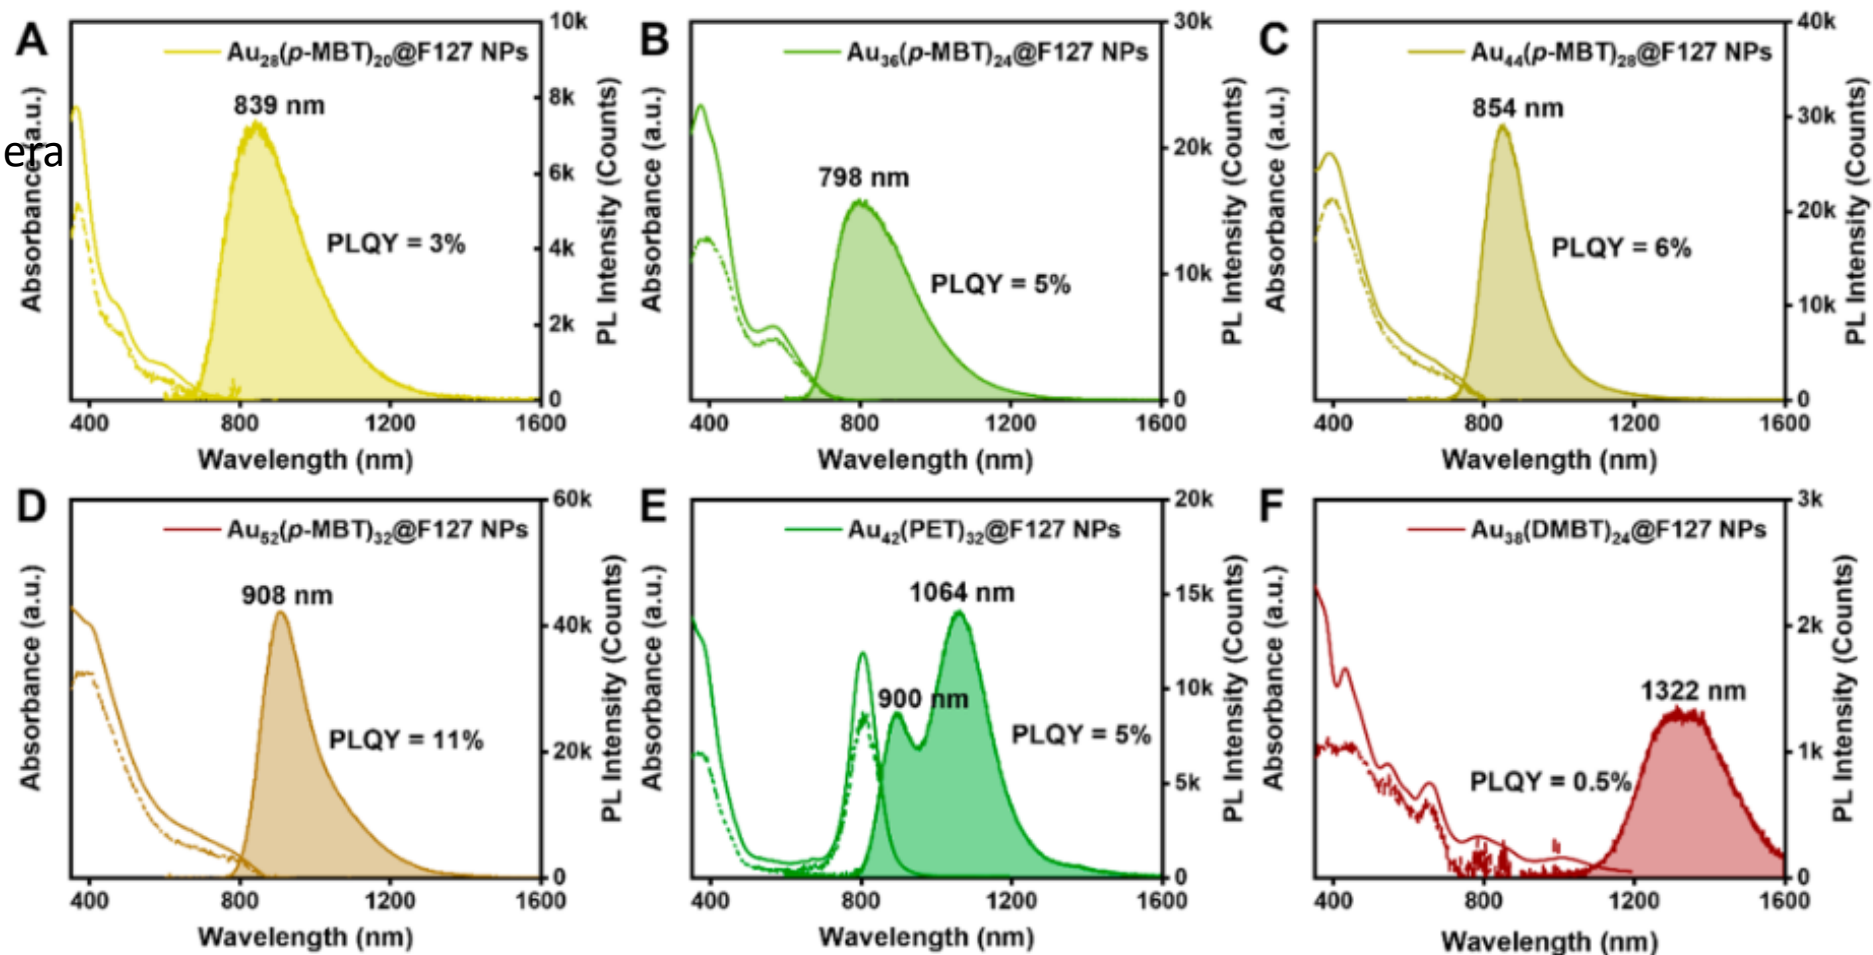 A
Au28(p-MBT)20@F127 NPs
839 nm
PLQY = 3%
Absorbance (a.u.)
era
PL Intensity (Counts)
10k
8k
6k
4k
2k
0
400 800 1200 1600
Wavelength (nm)
B
Au36(p-MBT)24@F127 NPs
798 nm
PLQY = 5%
Absorbance (a.u.)
PL Intensity (Counts)
30k
20k
10k
0
400 800 1200 1600
Wavelength (nm)
C
Au44(p-MBT)28@F127 NPs
854 nm
PLQY = 6%
Absorbance (a.u.)
PL Intensity (Counts)
40k
30k
20k
10k
0
400 800 1200 1600
Wavelength (nm)
D
Au52(p-MBT)32@F127 NPs
908 nm
PLQY = 11%
Absorbance (a.u.)
PL Intensity (Counts)
60k
40k
20k
0
400 800 1200 1600
Wavelength (nm)
E
Au42(PET)32@F127 NPs
1064 nm
900 nm
PLQY = 5%
Absorbance (a.u.)
PL Intensity (Counts)
20k
15k
10k
5k
0
400 800 1200 1600
Wavelength (nm)
F
Au38(DMBT)24@F127 NPs
1322 nm
PLQY = 0.5%
Absorbance (a.u.)
PL Intensity (Counts)
3k
2k
1k
0
400 800 1200 1600
Wavelength (nm)